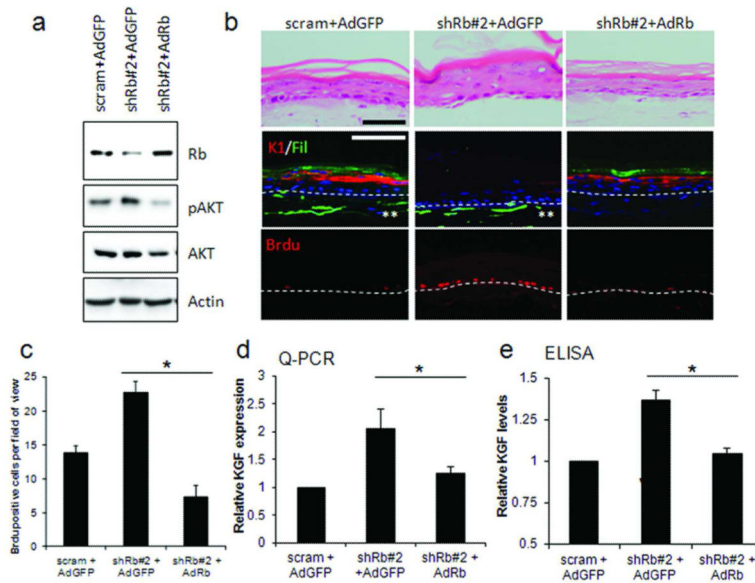 a
scram+AdGFP
shRb#2+AdGFP
shRb#2+AdRb
Rb
pAKT
AKT
Actin
b
scram+AdGFP
shRb#2+AdGFP
shRb#2+AdRb
K1/Fil
**
**
Brdu
c
*
Brdupositive cells per field of view
25
20
15
10
5
0
scram + AdGFP
shRb#2 + AdGFP
shRb#2 + AdRb
d
Q-PCR
*
Relative KGF expression
3
2.5
2
1.5
1
0.5
0
scram + AdGFP
shRb#2 +AdGFP
shRb#2 + AdRb
e
ELISA
*
Relative KGF levels
1.5
1.25
1
0.75
0.5
scram + AdGFP
shRb#2 + AdGFP
shRb#2 + AdRb